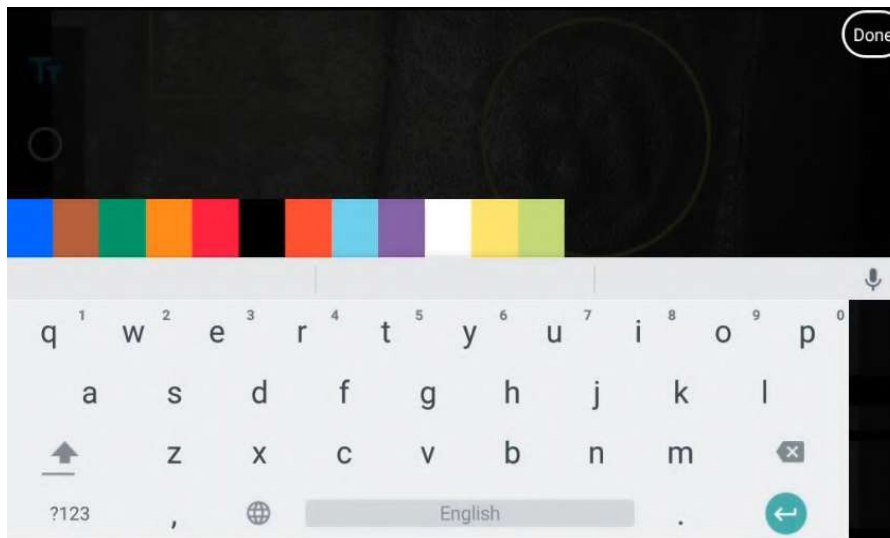 Done
Tт
q 1 w 2 e 3 r 4 t 5 y 6 u 7 i 8 o 9 p 0
a s d f g h j k l
z x c v b n m
?123 , English .